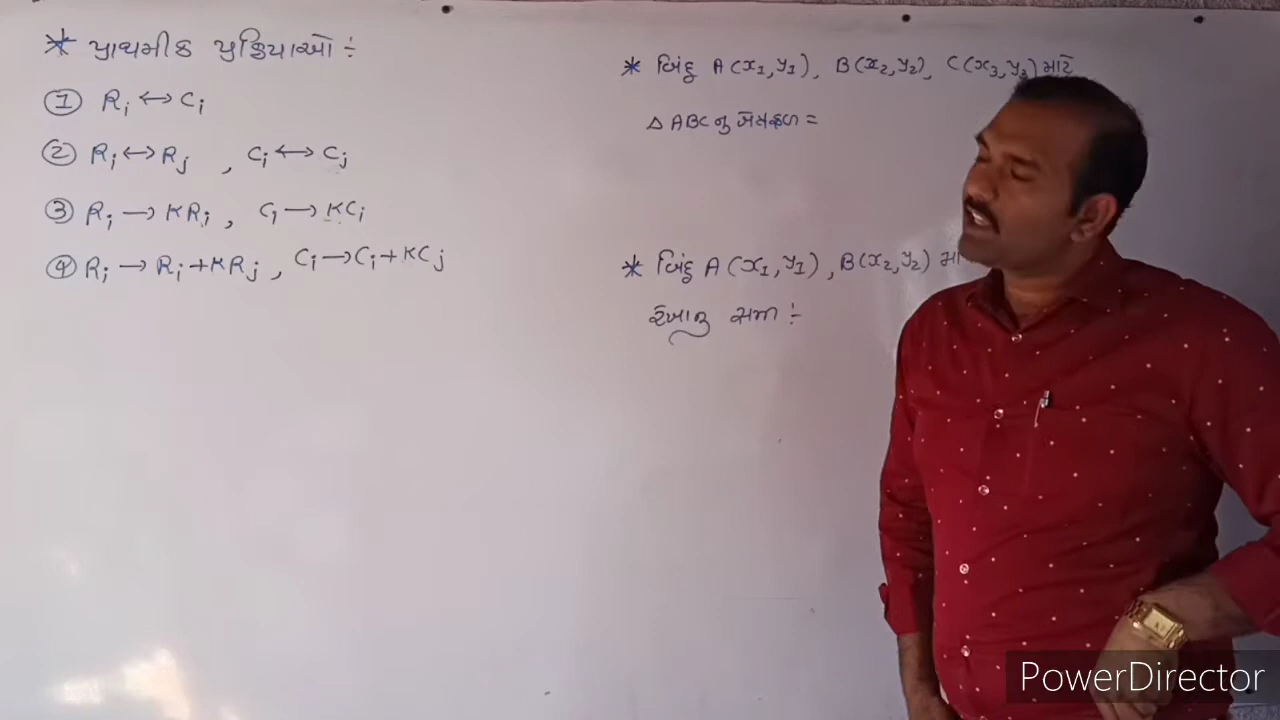 * પ્રાથમીક પ્રક્રિયાઓ ÷
① Ri ↔ Ci
② Ri ↔ Rj , Ci ↔ Cj
③ Ri → KRi , Ci → KCi
④ Ri → Ri + KRj , Ci → Ci + KCj
* બિંદુ A(x1, y1), B(x2, y2), C(x3, y3) માટે
△ ABC નુ ક્ષેત્રફળ =
* બિંદુ A(x1, y1), B(x2, y2) મા
રેખાનુ સમી ÷
PowerDirector